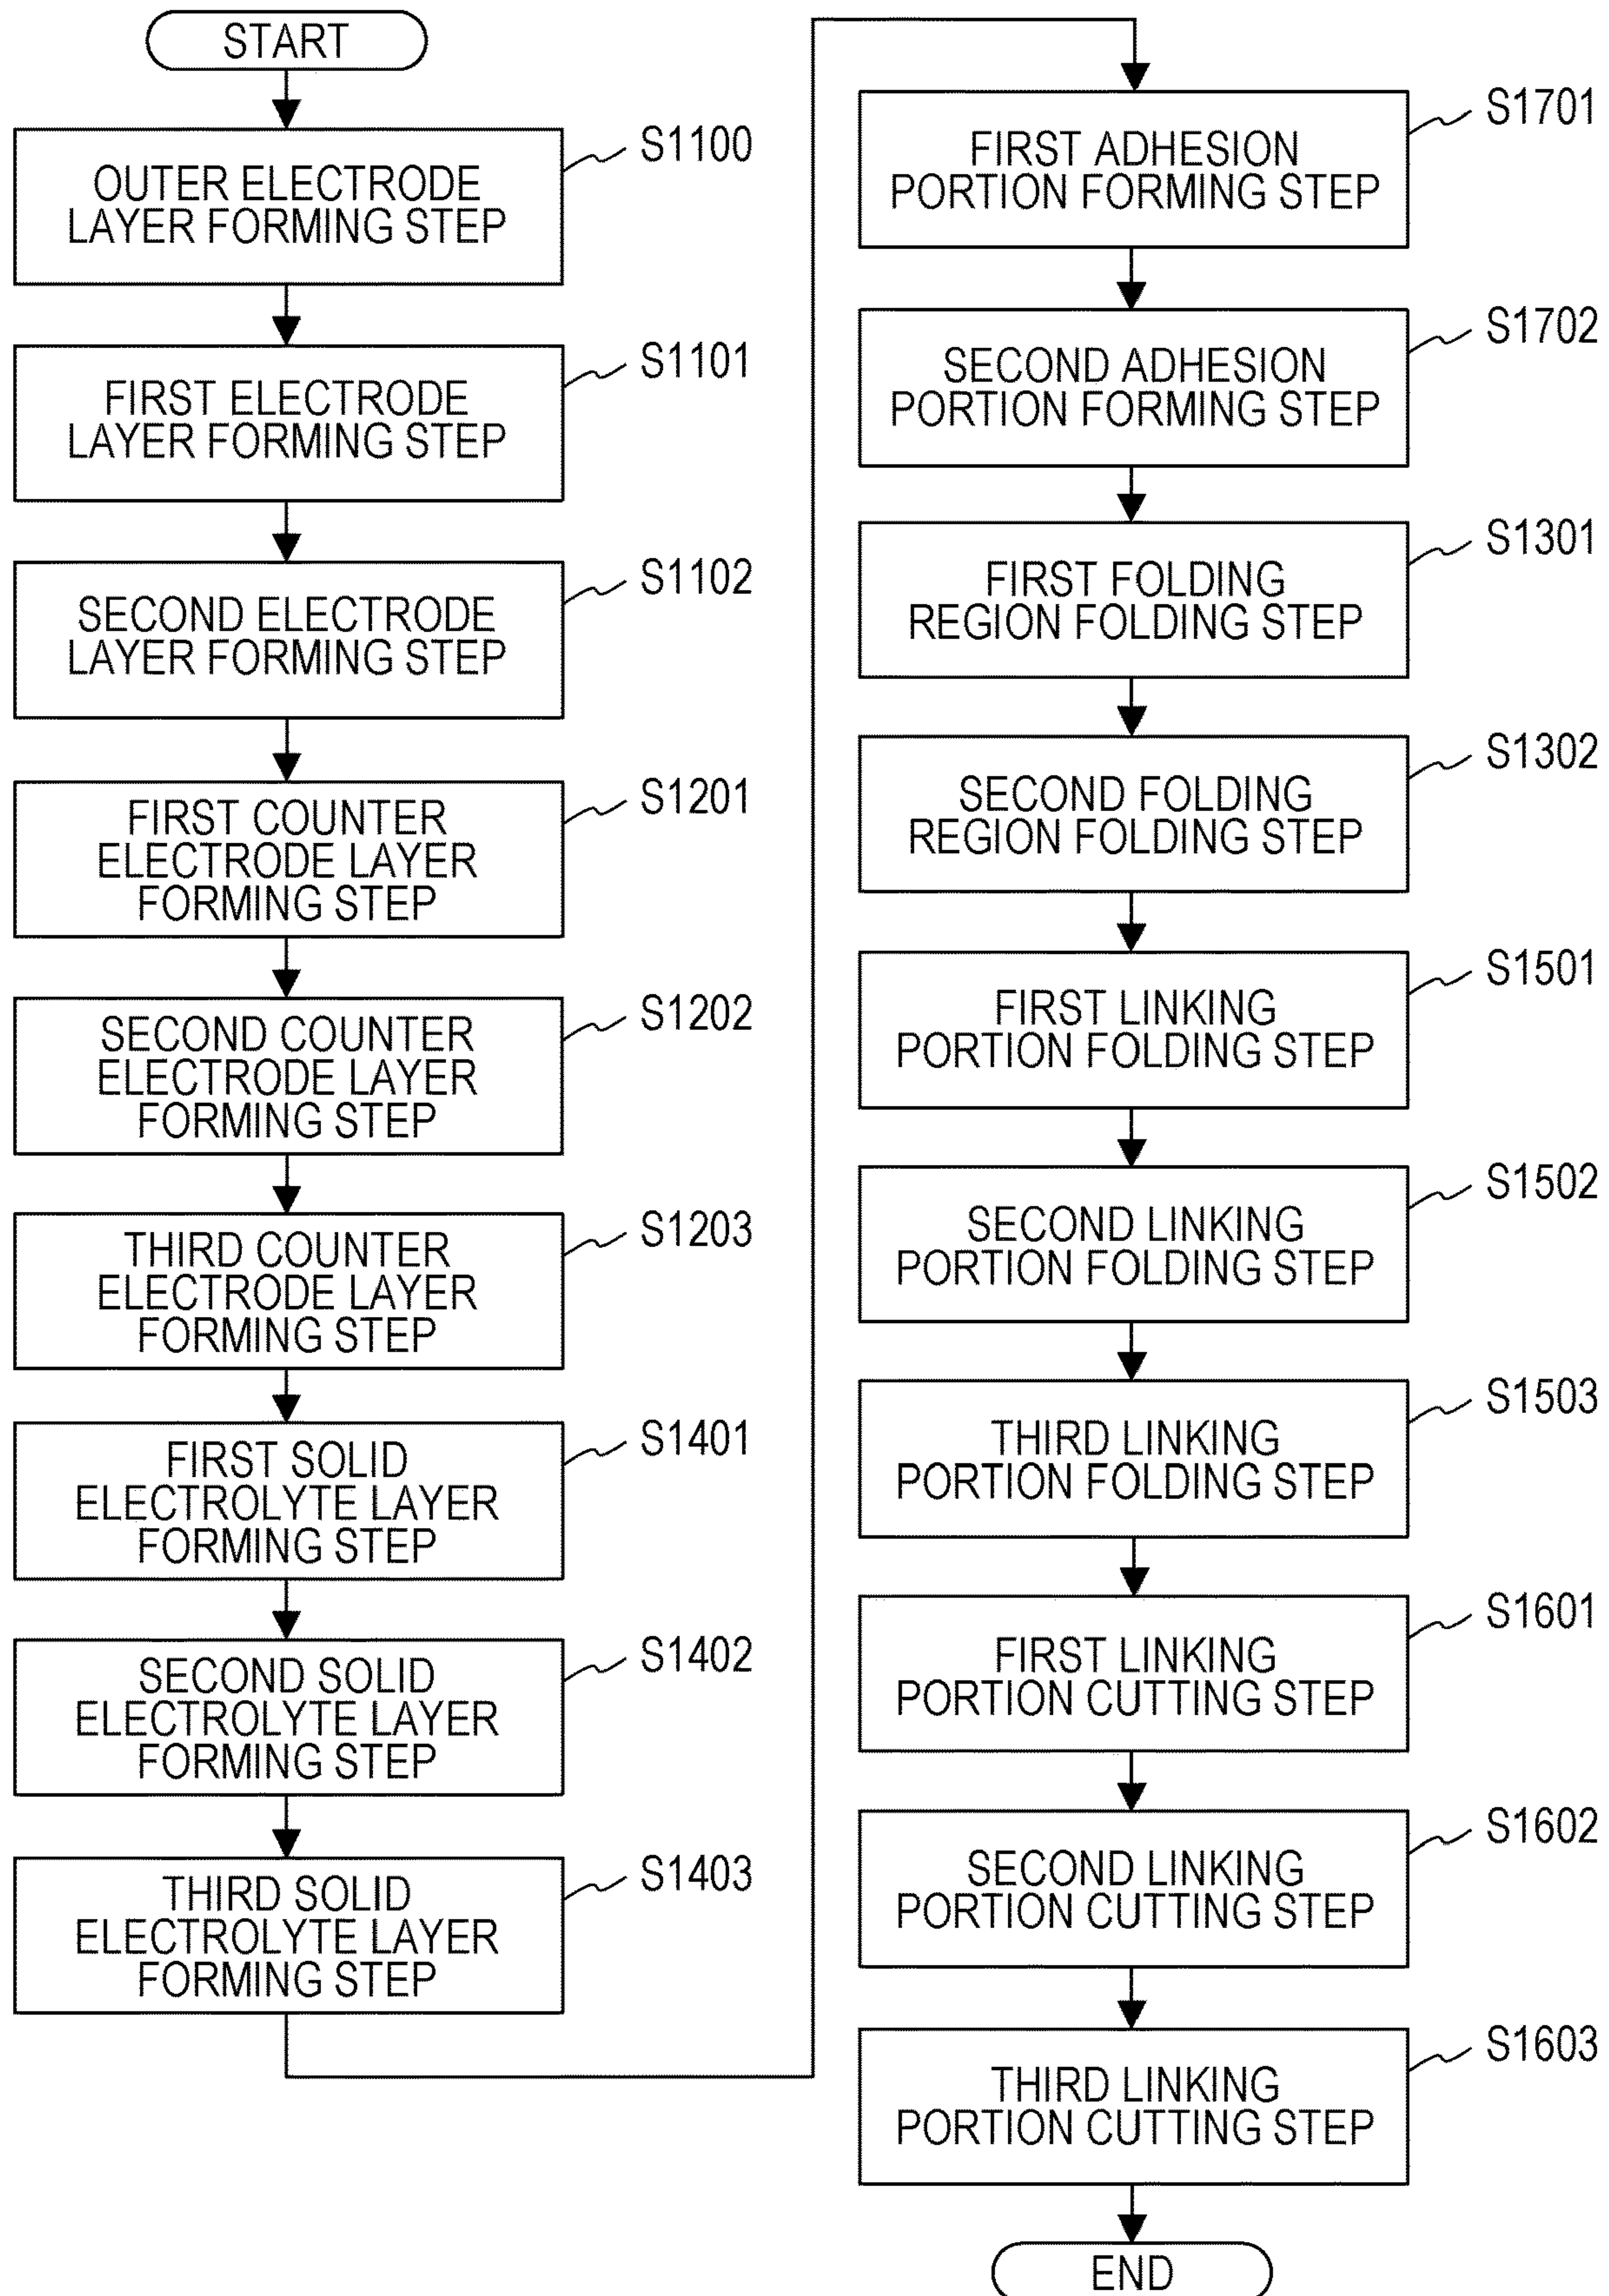 START
OUTER ELECTRODE
LAYER FORMING STEP
S1100
FIRST ELECTRODE
LAYER FORMING STEP
S1101
SECOND ELECTRODE
LAYER FORMING STEP
S1102
FIRST COUNTER
ELECTRODE LAYER
FORMING STEP
S1201
SECOND COUNTER
ELECTRODE LAYER
FORMING STEP
S1202
THIRD COUNTER
ELECTRODE LAYER
FORMING STEP
S1203
FIRST SOLID
ELECTROLYTE LAYER
FORMING STEP
S1401
SECOND SOLID
ELECTROLYTE LAYER
FORMING STEP
S1402
THIRD SOLID
ELECTROLYTE LAYER
FORMING STEP
S1403
FIRST ADHESION
PORTION FORMING STEP
S1701
SECOND ADHESION
PORTION FORMING STEP
S1702
FIRST FOLDING
REGION FOLDING STEP
S1301
SECOND FOLDING
REGION FOLDING STEP
S1302
FIRST LINKING
PORTION FOLDING STEP
S1501
SECOND LINKING
PORTION FOLDING STEP
S1502
THIRD LINKING
PORTION FOLDING STEP
S1503
FIRST LINKING
PORTION CUTTING STEP
S1601
SECOND LINKING
PORTION CUTTING STEP
S1602
THIRD LINKING
PORTION CUTTING STEP
S1603
END